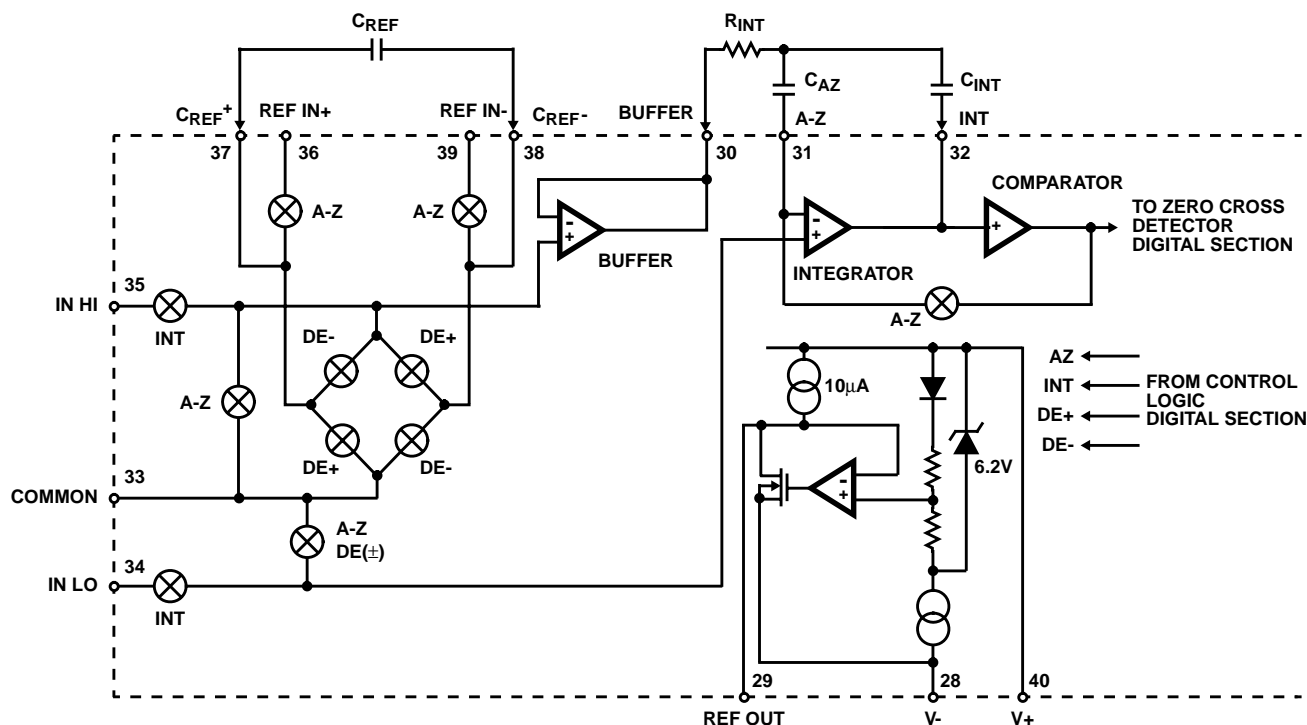 CREF
RINT
CAZ
CINT
CREF+
REF IN+
REF IN-
CREF-
BUFFER
A-Z
INT
37
36
39
38
30
31
32
A-Z
A-Z
COMPARATOR
TO ZERO CROSS
DETECTOR
DIGITAL SECTION
-
+
BUFFER
-
+
INTEGRATOR
+
A-Z
35
IN HI
INT
DE-
DE+
A-Z
DE+
DE-
33
COMMON
A-Z
DE(±)
34
IN LO
INT
10µA
6.2V
-
+
AZ
INT
DE+
DE-
FROM CONTROL
LOGIC
DIGITAL SECTION
29
28
40
REF OUT
V-
V+